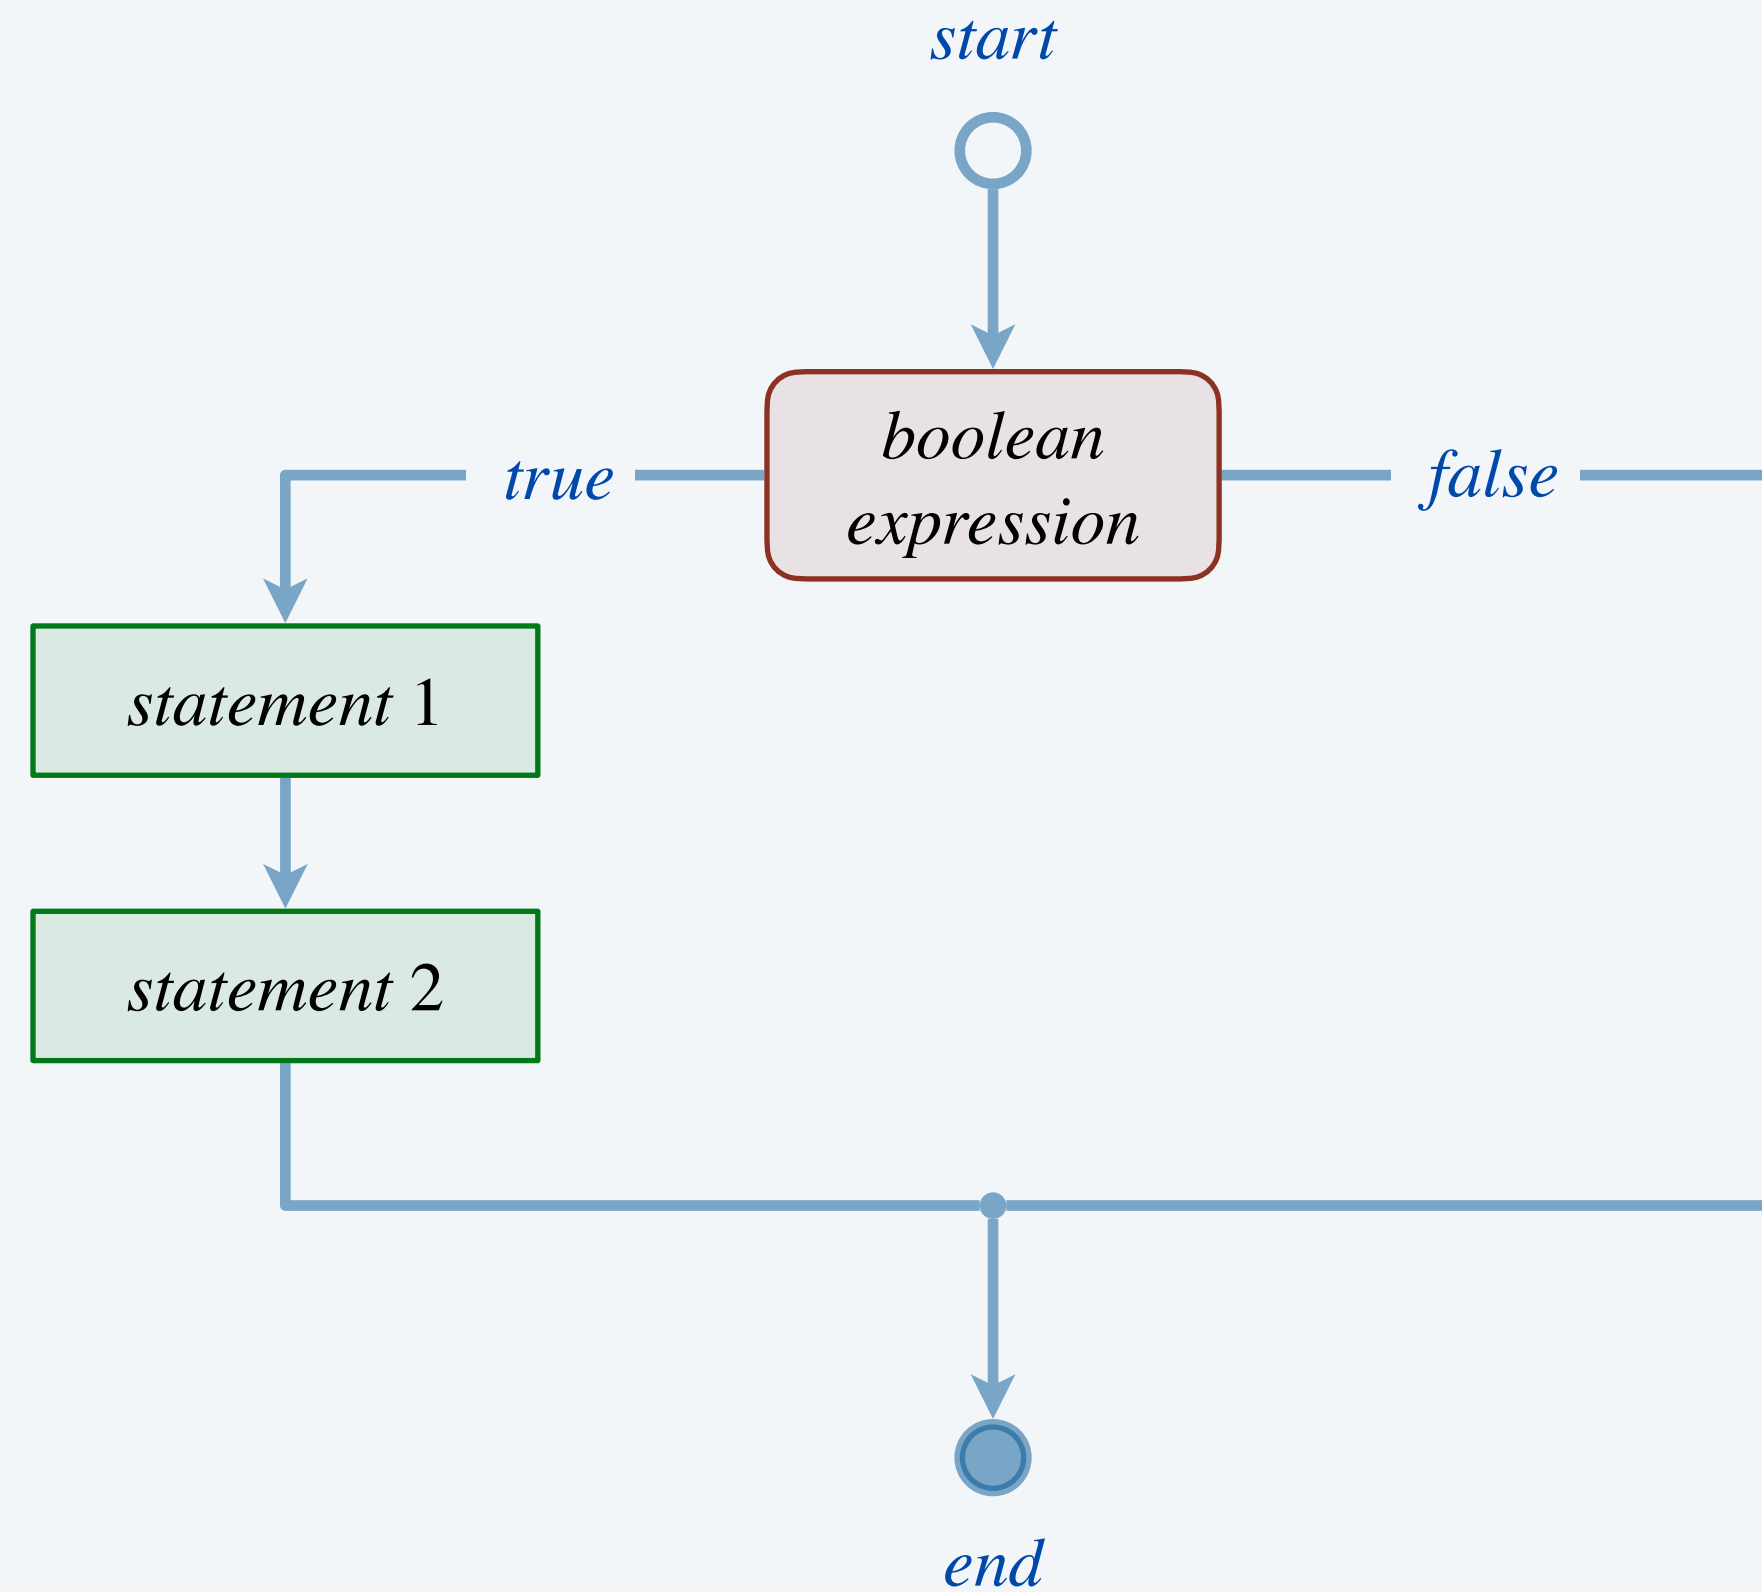 start
boolean
expression
true
false
statement 1
statement 2
end